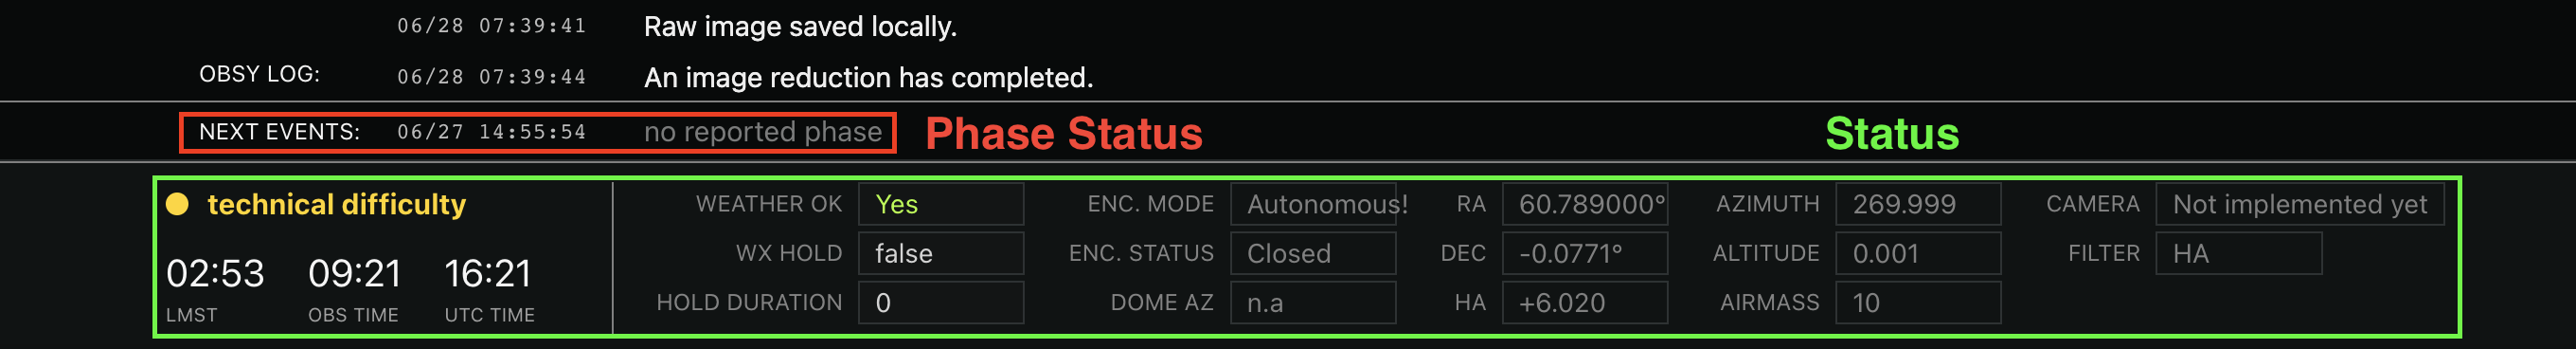 06/28 07:39:41 Raw image saved locally.
OBSY LOG: 06/28 07:39:44 An image reduction has completed.
NEXT EVENTS: 06/27 14:55:54 no reported phase Phase Status Status
technical difficulty WEATHER OK Yes ENC. MODE Autonomous! RA 60.789000° AZIMUTH 269.999 CAMERA Not implemented yet
02:53 09:21 16:21 WX HOLD false ENC. STATUS Closed DEC -0.0771° ALTITUDE 0.001 FILTER HA
LMST OBS TIME UTC TIME HOLD DURATION 0 DOME AZ n.a HA +6.020 AIRMASS 10